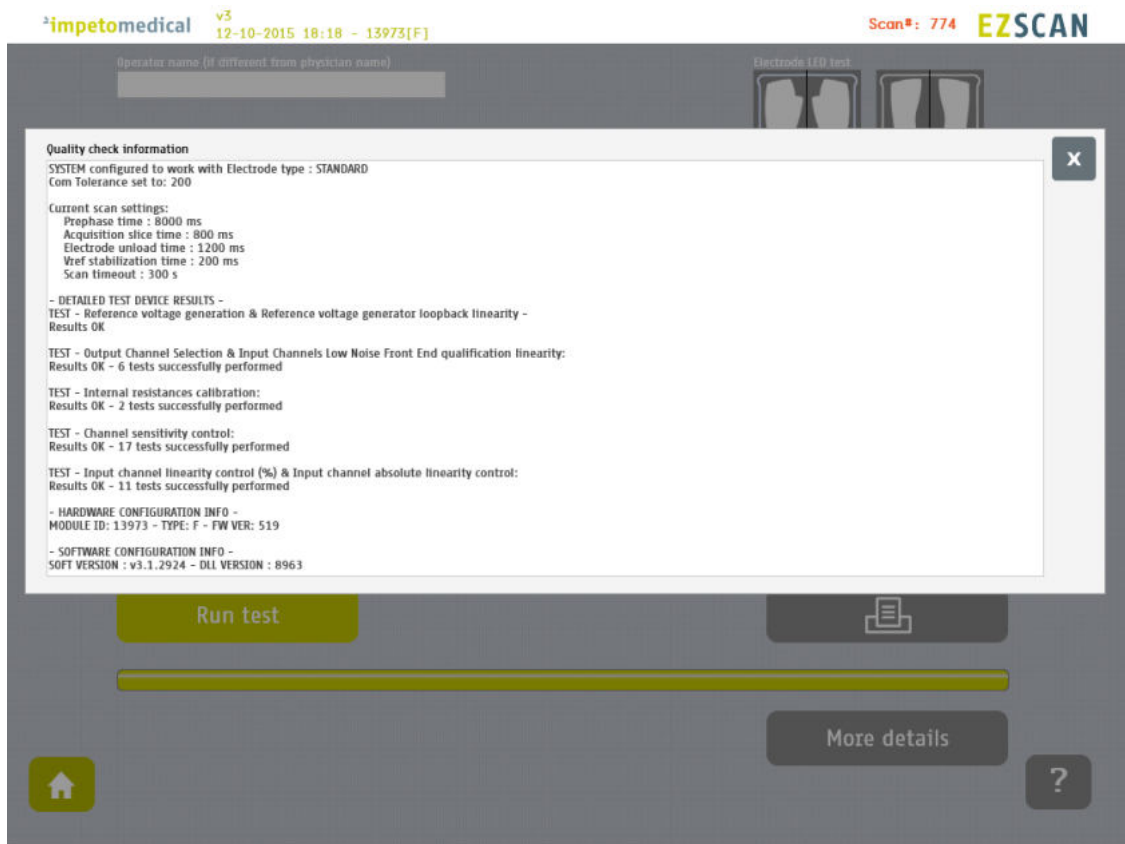 impetomedical
v3
12-10-2015 18:18 - 13973[F]
Scan#: 774
EZSCAN
Operator name (if different from physician name)
Electrode LED test
Quality check information
X
SYSTEM configured to work with Electrode type : STANDARD
Com Tolerance set to: 200
Current scan settings:
Prephase time : 8000 ms
Acquisition slice time : 800 ms
Electrode unload time : 1200 ms
Vref stabilization time : 200 ms
Scan timeout : 300 s
- DETAILED TEST DEVICE RESULTS -
TEST - Reference voltage generation & Reference voltage generator loopback linearity -
Results OK
TEST - Output Channel Selection & Input Channels Low Noise Front End qualification linearity:
Results OK - 6 tests successfully performed
TEST - Internal resistances calibration:
Results OK - 2 tests successfully performed
TEST - Channel sensitivity control:
Results OK - 17 tests successfully performed
TEST - Input channel linearity control (%) & Input channel absolute linearity control:
Results OK - 11 tests successfully performed
- HARDWARE CONFIGURATION INFO -
MODULE ID: 13973 - TYPE: F - FW VER: 519
- SOFTWARE CONFIGURATION INFO -
SOFT VERSION : v3.1.2924 - DLL VERSION : 8963
Run test
More details
?